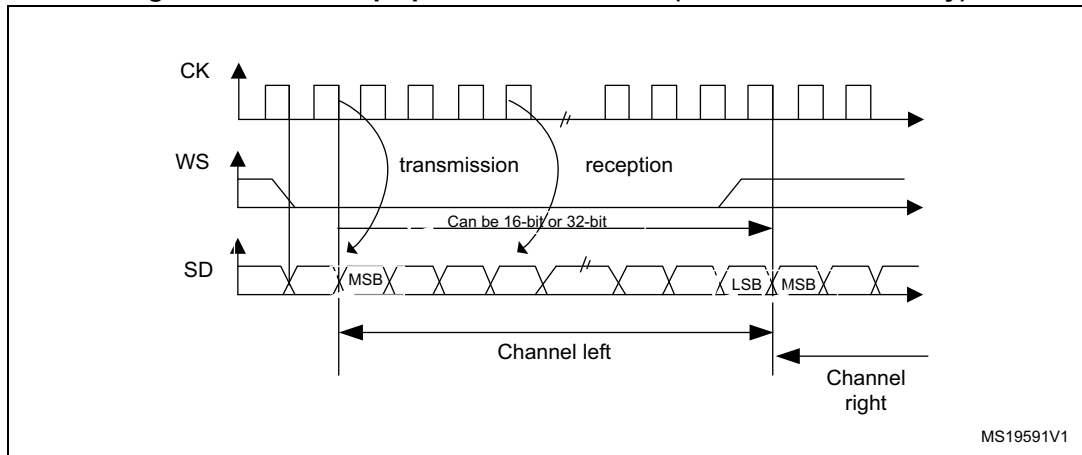 CK
WS
transmission
reception
Can be 16-bit or 32-bit
SD
MSB
LSB
MSB
Channel left
Channel
right
MS19591V1